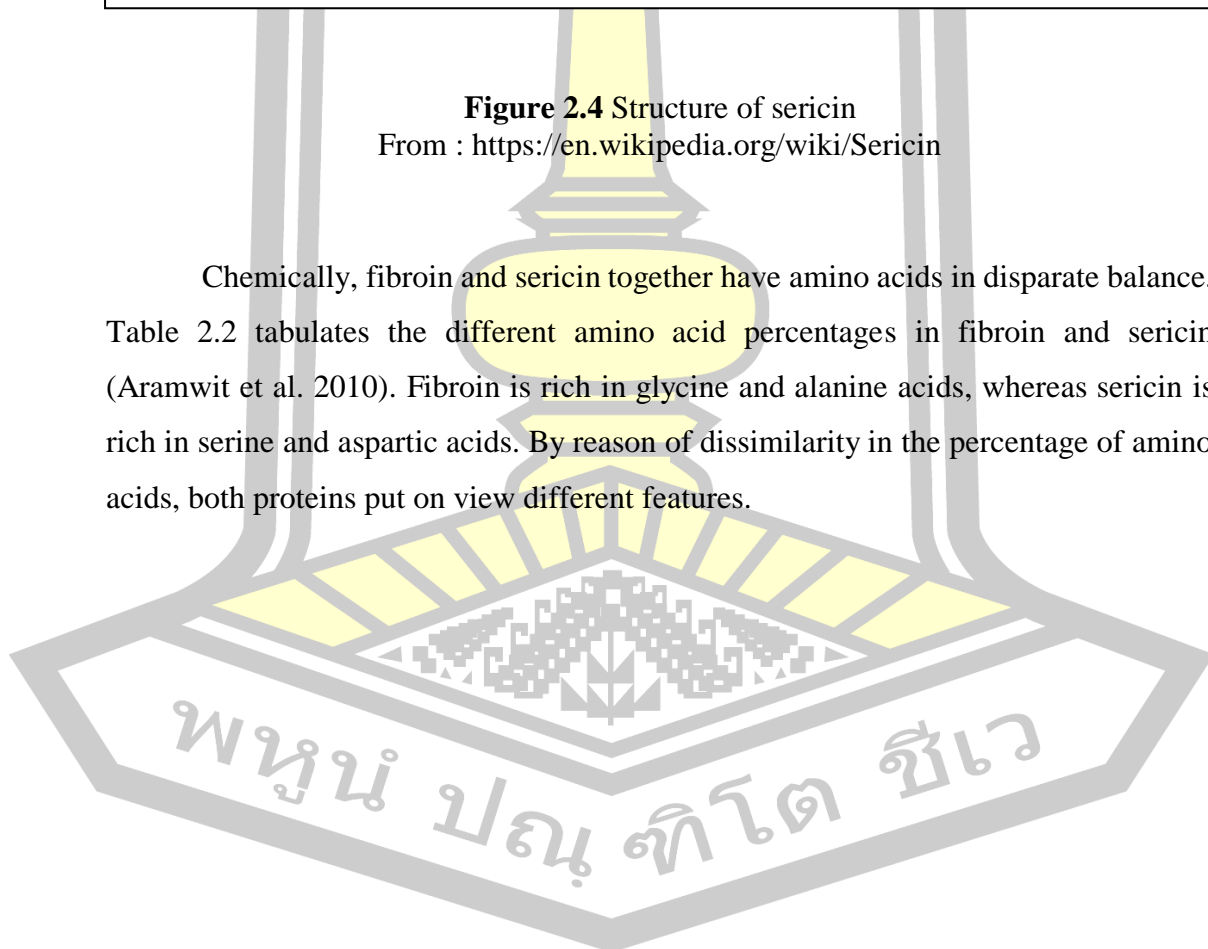 Figure 2.4 Structure of sericin
From : https://en.wikipedia.org/wiki/Sericin
Chemically, fibroin and sericin together have amino acids in disparate balance.
Table 2.2 tabulates the different amino acid percentages in fibroin and sericin
(Aramwit et al. 2010). Fibroin is rich in glycine and alanine acids, whereas sericin is
rich in serine and aspartic acids. By reason of dissimilarity in the percentage of amino
acids, both proteins put on view different features.
พหูนํ ปณฺฑิโต ชีเว